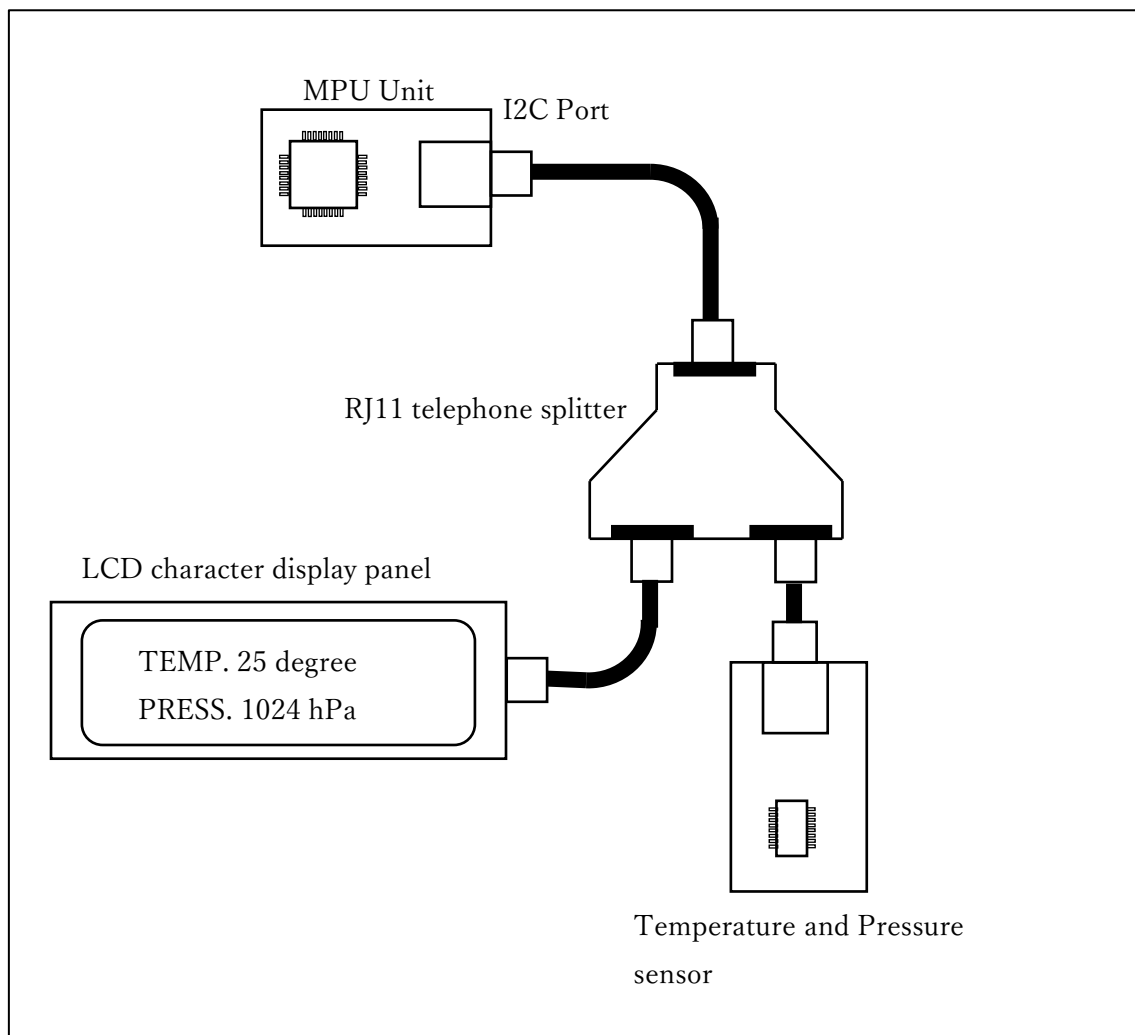 MPU Unit
I2C Port
RJ11 telephone splitter
LCD character display panel
TEMP. 25 degree
PRESS. 1024 hPa
Temperature and Pressure
sensor